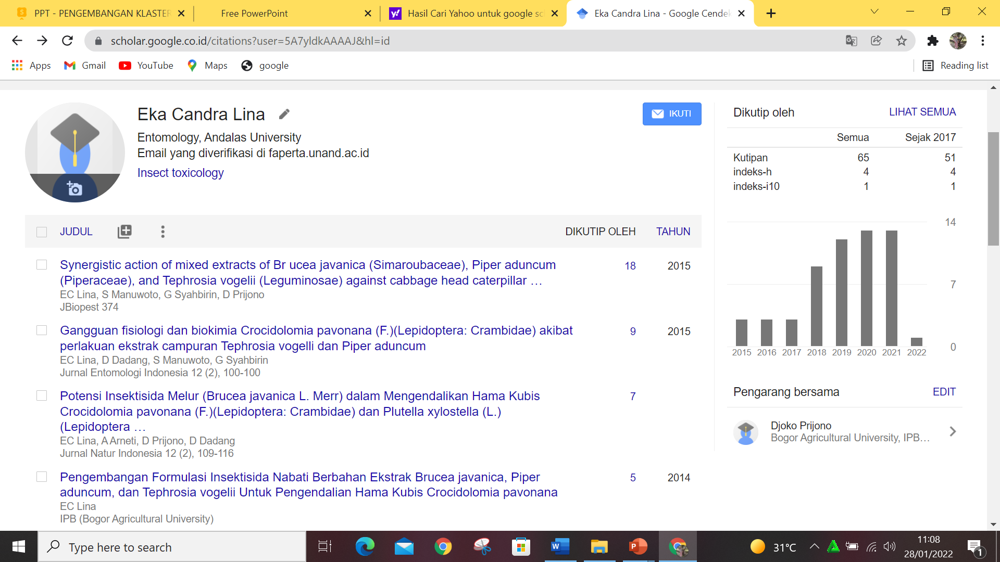 PPT - PENGEMBANGAN KLASTER
Free PowerPoint
Hasil Cari Yahoo untuk google sc
Eka Candra Lina - Google Cendek
scholar.google.co.id/citations?user=5A7yldkAAAAJ&hl=id
Apps
Gmail
YouTube
Maps
google
Reading list
Eka Candra Lina
Entomology, Andalas University
Email yang diverifikasi di faperta.unand.ac.id
Insect toxicology
IKUTI
JUDUL DIKUTIP OLEH TAHUN
Synergistic action of mixed extracts of Br ucea javanica (Simaroubaceae), Piper aduncum 18 2015
(Piperaceae), and Tephrosia vogelii (Leguminosae) against cabbage head caterpillar …
EC Lina, S Manuwoto, G Syahbirin, D Prijono
JBiopest 374
Gangguan fisiologi dan biokimia Crocidolomia pavonana (F.)(Lepidoptera: Crambidae) akibat 9 2015
perlakuan ekstrak campuran Tephrosia vogelli dan Piper aduncum
EC Lina, D Dadang, S Manuwoto, G Syahbirin
Jurnal Entomologi Indonesia 12 (2), 100-100
Potensi Insektisida Melur (Brucea javanica L. Merr) dalam Mengendalikan Hama Kubis 7
Crocidolomia pavonana (F.)(Lepidoptera: Crambidae) dan Plutella xylostella (L.)
(Lepidoptera …
EC Lina, A Arneti, D Prijono, D Dadang
Jurnal Natur Indonesia 12 (2), 109-116
Pengembangan Formulasi Insektisida Nabati Berbahan Ekstrak Brucea javanica, Piper 5 2014
aduncum, dan Tephrosia vogelii Untuk Pengendalian Hama Kubis Crocidolomia pavonana
EC Lina
IPB (Bogor Agricultural University)
Dikutip oleh LIHAT SEMUA
Semua Sejak 2017
Kutipan 65 51
indeks-h 4 4
indeks-i10 1 1
14
7
0
2015 2016 2017 2018 2019 2020 2021 2022
Pengarang bersama EDIT
Djoko Prijono
Bogor Agricultural University, IPB…
Type here to search
31°C
11:08
28/01/2022
1